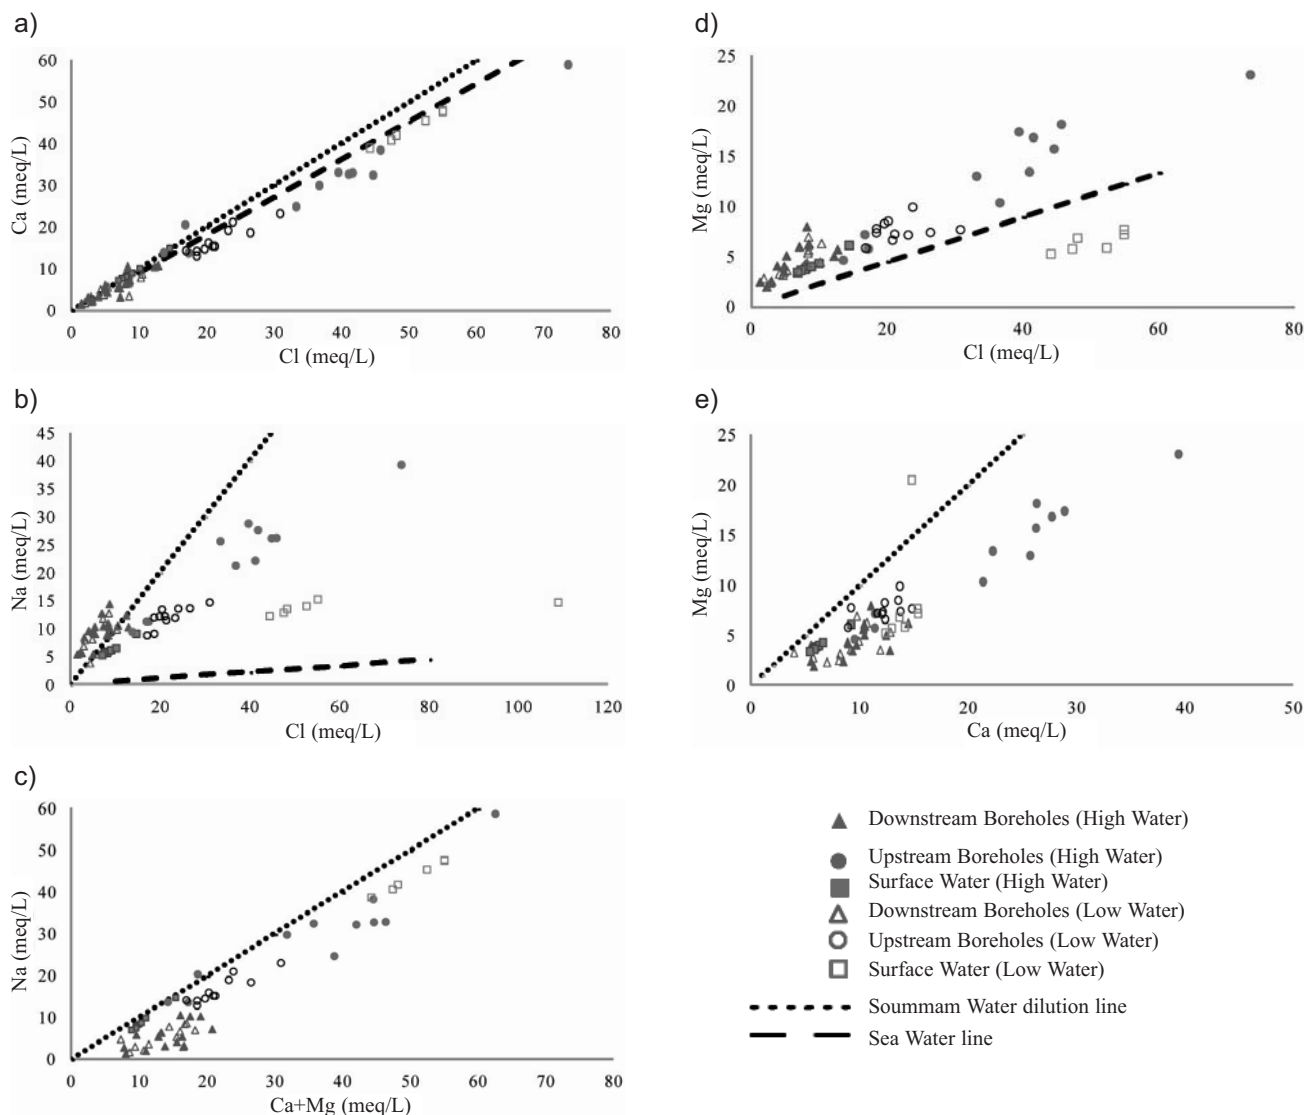 a)
60
50
40
30
20
10
0
Ca (meq/L)
0 10 20 30 40 50 60 70 80
Cl (meq/L)
d)
25
20
15
10
5
0
Mg (meq/L)
0 20 40 60 80
Cl (meq/L)
b)
45
40
35
30
25
20
15
10
5
0
Na (meq/L)
0 20 40 60 80 100 120
Cl (meq/L)
e)
25
20
15
10
5
0
Mg (meq/L)
0 10 20 30 40 50
Ca (meq/L)
c)
60
50
40
30
20
10
0
Na (meq/L)
0 10 20 30 40 50 60 70 80
Ca+Mg (meq/L)
Downstream Boreholes (High Water)
Upstream Boreholes (High Water)
Surface Water (High Water)
Downstream Boreholes (Low Water)
Upstream Boreholes (Low Water)
Surface Water (Low Water)
Soummam Water dilution line
Sea Water line